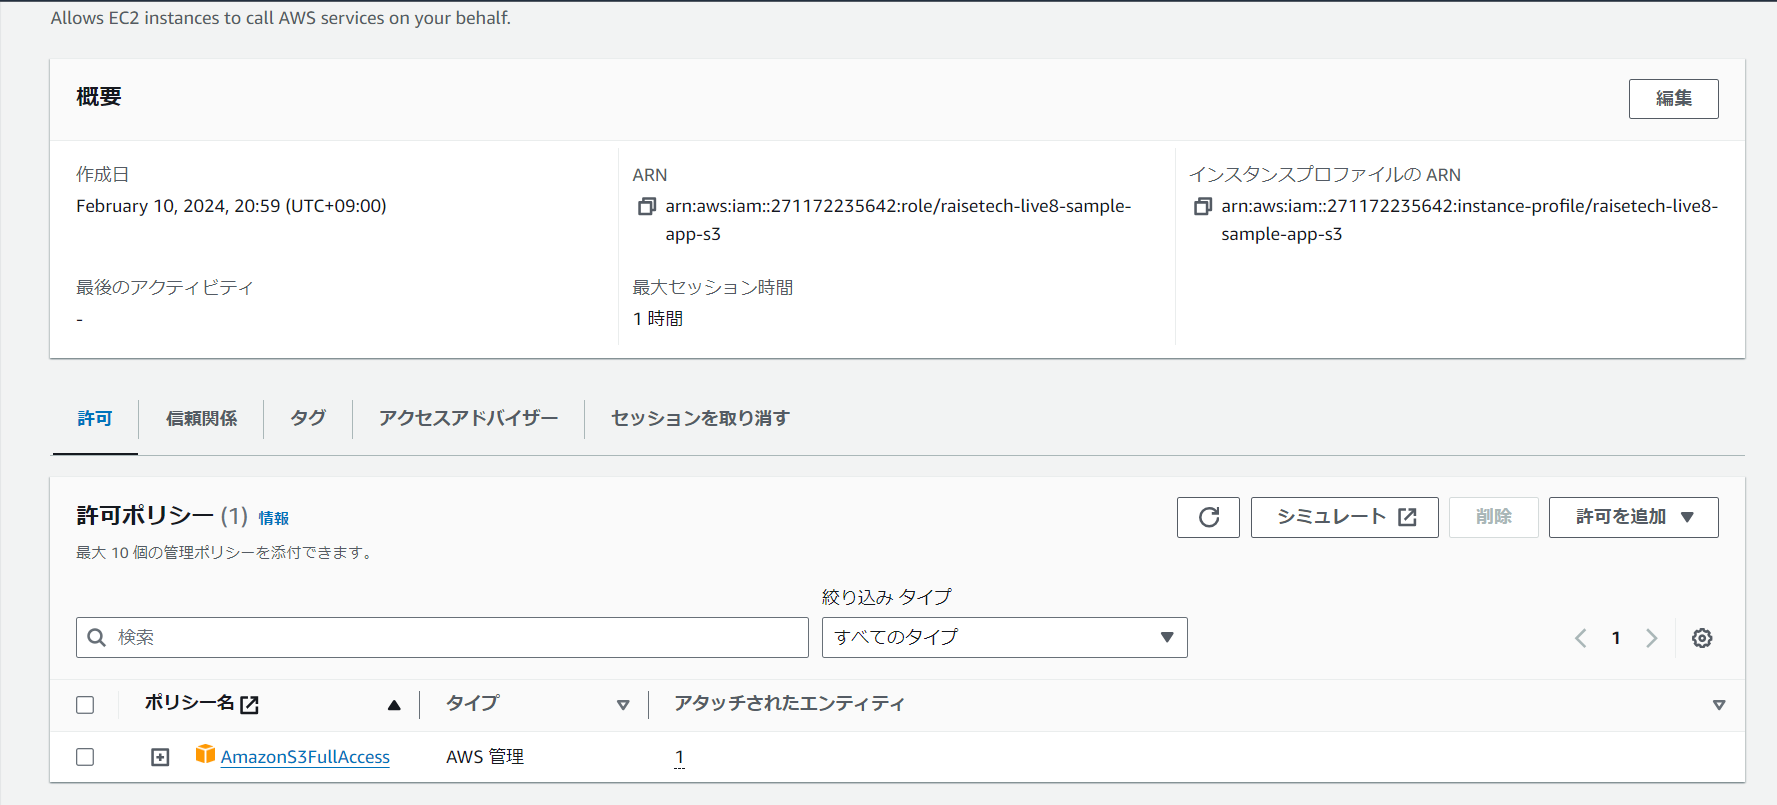 Allows EC2 instances to call AWS services on your behalf.
概要
編集
作成日
February 10, 2024, 20:59 (UTC+09:00)
ARN
arn:aws:iam::271172235642:role/raisetech-live8-sample-
app-s3
インスタンスプロファイルの ARN
arn:aws:iam::271172235642:instance-profile/raisetech-live8-
sample-app-s3
最後のアクティビティ
-
最大セッション時間
1 時間
許可
信頼関係
タグ
アクセスアドバイザー
セッションを取り消す
許可ポリシー (1) 情報
最大 10 個の管理ポリシーを添付できます。
シミュレート
削除
許可を追加
絞り込み タイプ
検索
すべてのタイプ
1
ポリシー名
タイプ
アタッチされたエンティティ
AmazonS3FullAccess
AWS 管理
1